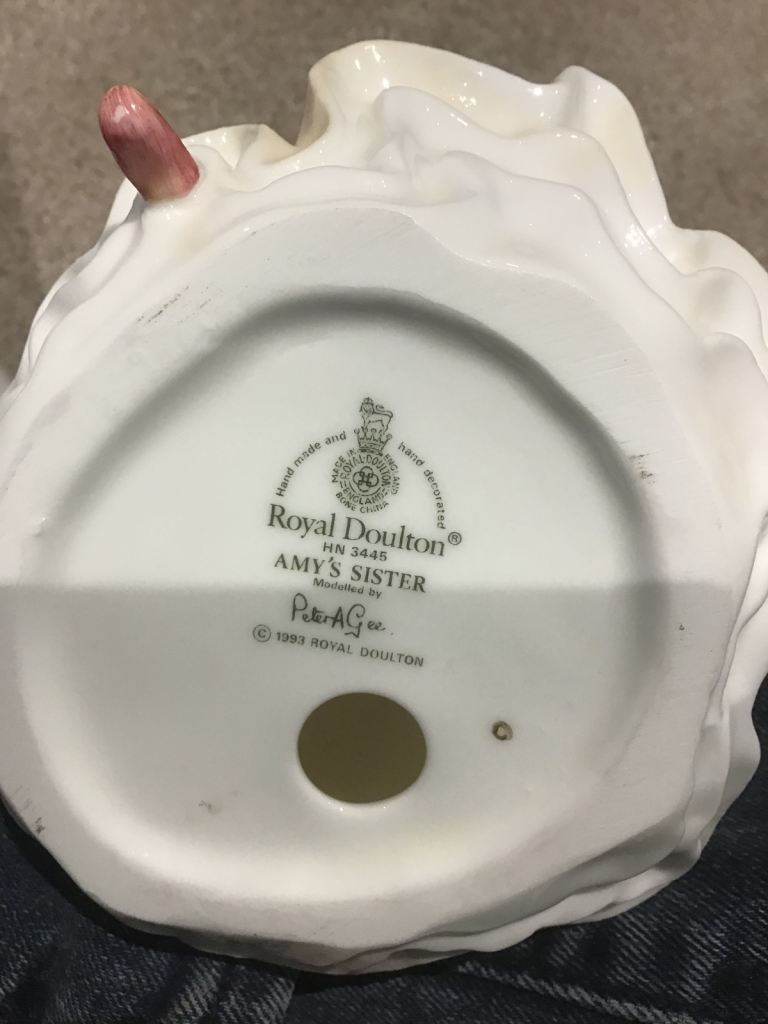 Hand made and hand decorated
MADE IN ENGLAND
ROYAL·DOULTON
ENGLAND
BONE CHINA
Royal Doulton®
HN 3445
AMY'S SISTER
Modelled by
Peter A Gee.
© 1993 ROYAL DOULTON
C